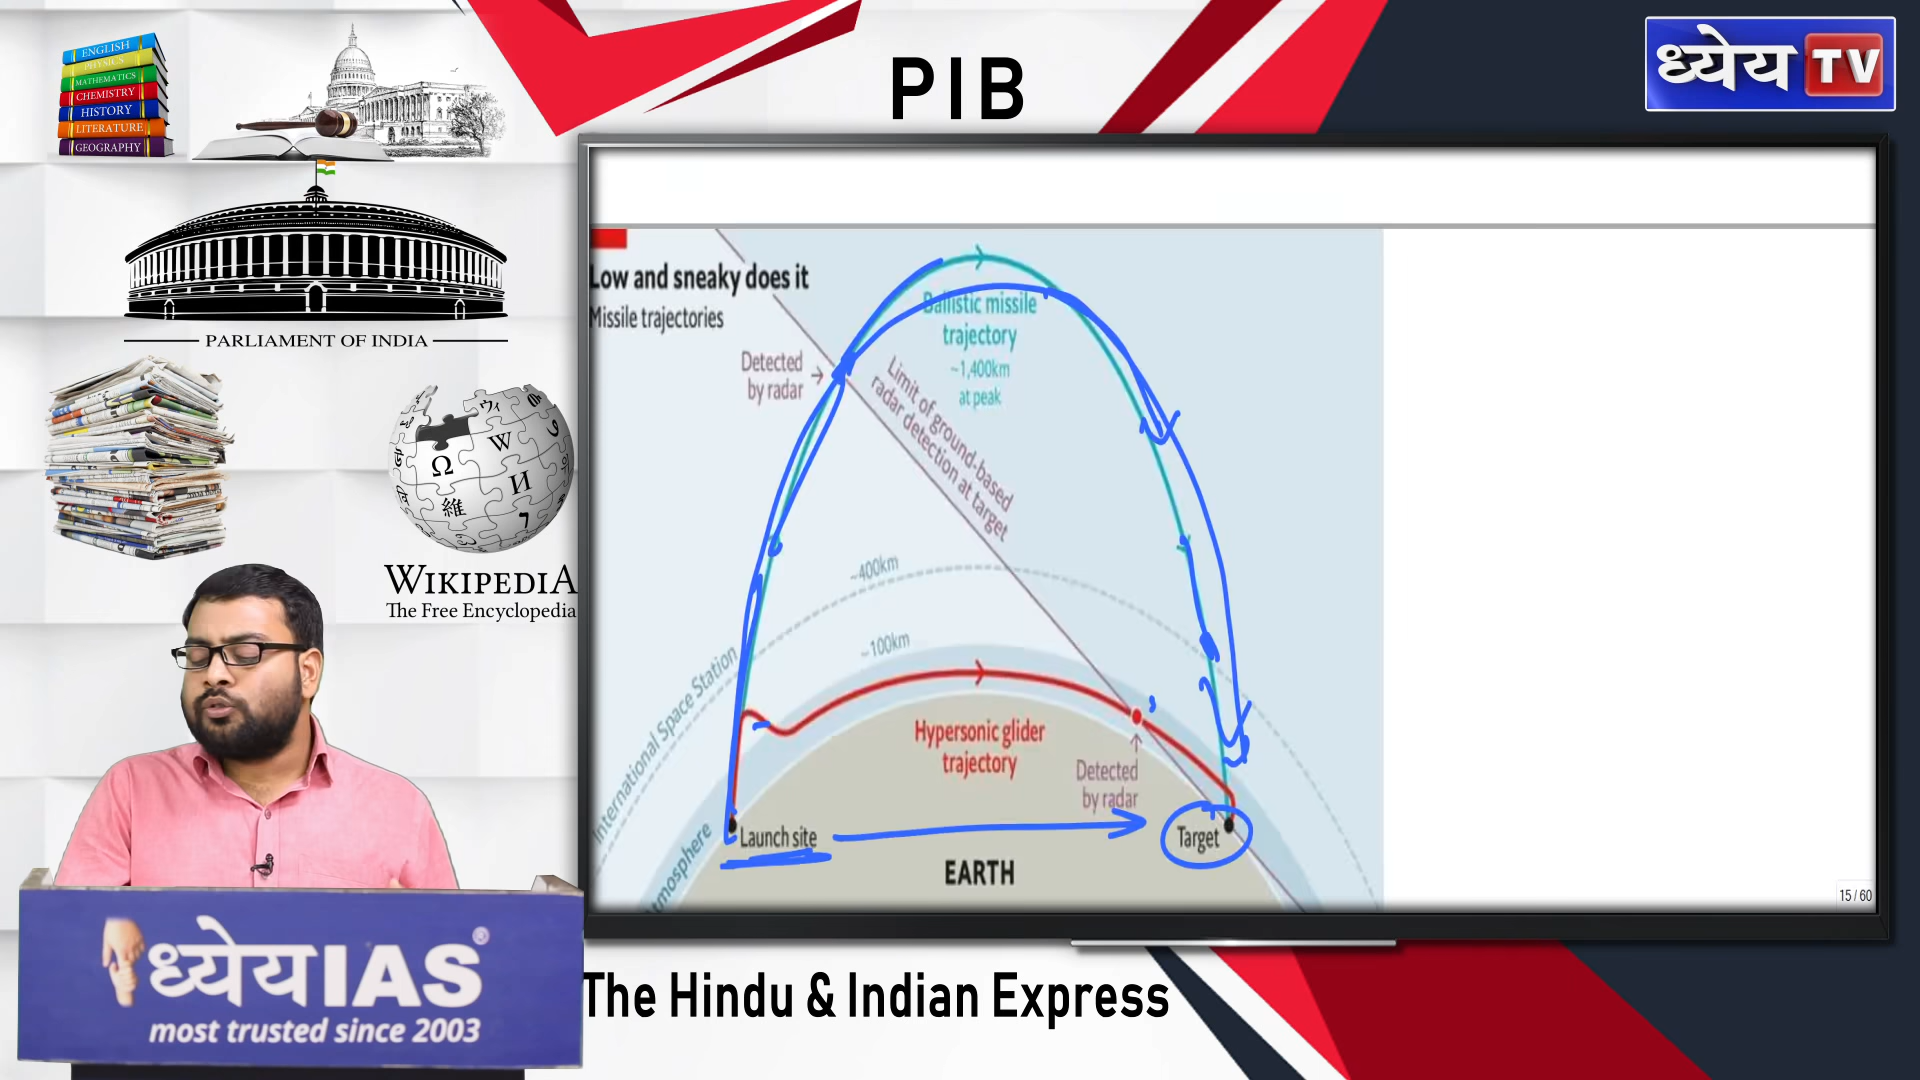 ENGLISH
PHYSICS
MATHEMATICS
CHEMISTRY
HISTORY
LITERATURE
GEOGRAPHY
PIB
ध्येय TV
PARLIAMENT OF INDIA
WIKIPEDIA
The Free Encyclopedia
Low and sneaky does it
Missile trajectories
Detected
by radar
Ballistic missile
trajectory
~1,400km
at peak
Limit of ground-based
radar detection at target
~400km
~100km
International Space Station
Atmosphere
Hypersonic glider
trajectory
Detected
by radar
Launch site
Target
EARTH
15 / 60
ध्येय IAS
®
most trusted since 2003
The Hindu & Indian Express